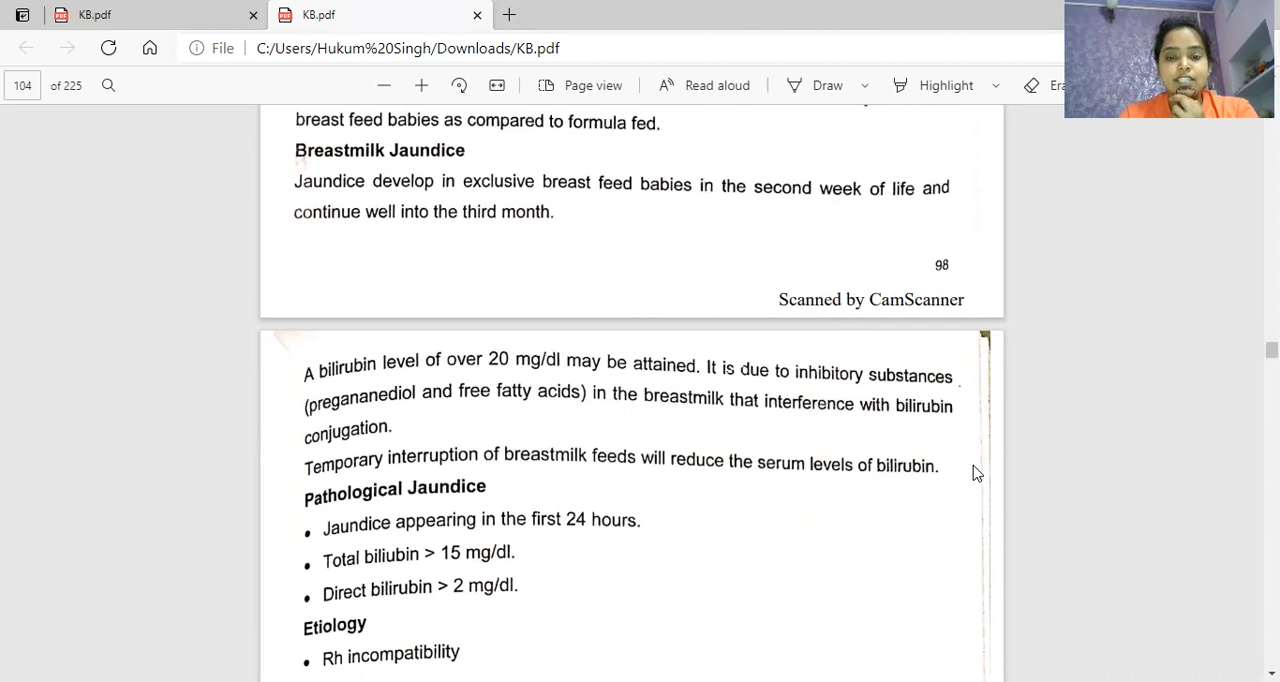 KB.pdf
KB.pdf
File C:/Users/Hukum%20Singh/Downloads/KB.pdf
104 of 225 Page view Read aloud Draw Highlight Era
breast feed babies as compared to formula fed.
Breastmilk Jaundice
Jaundice develop in exclusive breast feed babies in the second week of life and
continue well into the third month.
98
Scanned by CamScanner
A bilirubin level of over 20 mg/dl may be attained. It is due to inhibitory substances
(pregananediol and free fatty acids) in the breastmilk that interference with bilirubin
conjugation.
Temporary interruption of breastmilk feeds will reduce the serum levels of bilirubin.
Pathological Jaundice
• Jaundice appearing in the first 24 hours.
• Total biliubin > 15 mg/dl.
• Direct bilirubin > 2 mg/dl.
Etiology
• Rh incompatibility